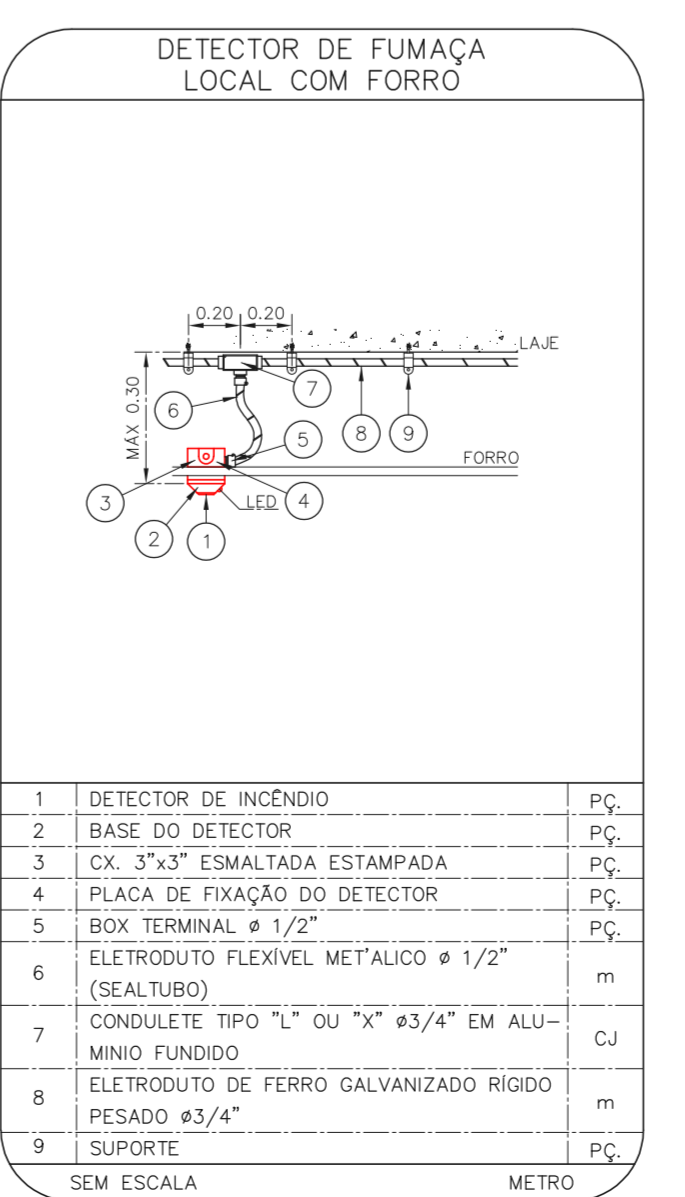 DETECTOR DE FUMAÇA
LOCAL COM FORRO
0.20 0.20
LAJE
MÁX 0.30
7
6
5
8
9
FORRO
3
LED
4
2
1
1 DETECTOR DE INCÊNDIO PÇ.
2 BASE DO DETECTOR PÇ.
3 CX. 3"x3" ESMALTADA ESTAMPADA PÇ.
4 PLACA DE FIXAÇÃO DO DETECTOR PÇ.
5 BOX TERMINAL ø 1/2" PÇ.
6 ELETRODUTO FLEXÍVEL MET'ALICO ø 1/2"
(SEALTUBO) m
7 CONDULETE TIPO "L" OU "X" ø3/4" EM ALU-
MINIO FUNDIDO CJ
8 ELETRODUTO DE FERRO GALVANIZADO RÍGIDO
PESADO ø3/4" m
9 SUPORTE PÇ.
SEM ESCALA METRO